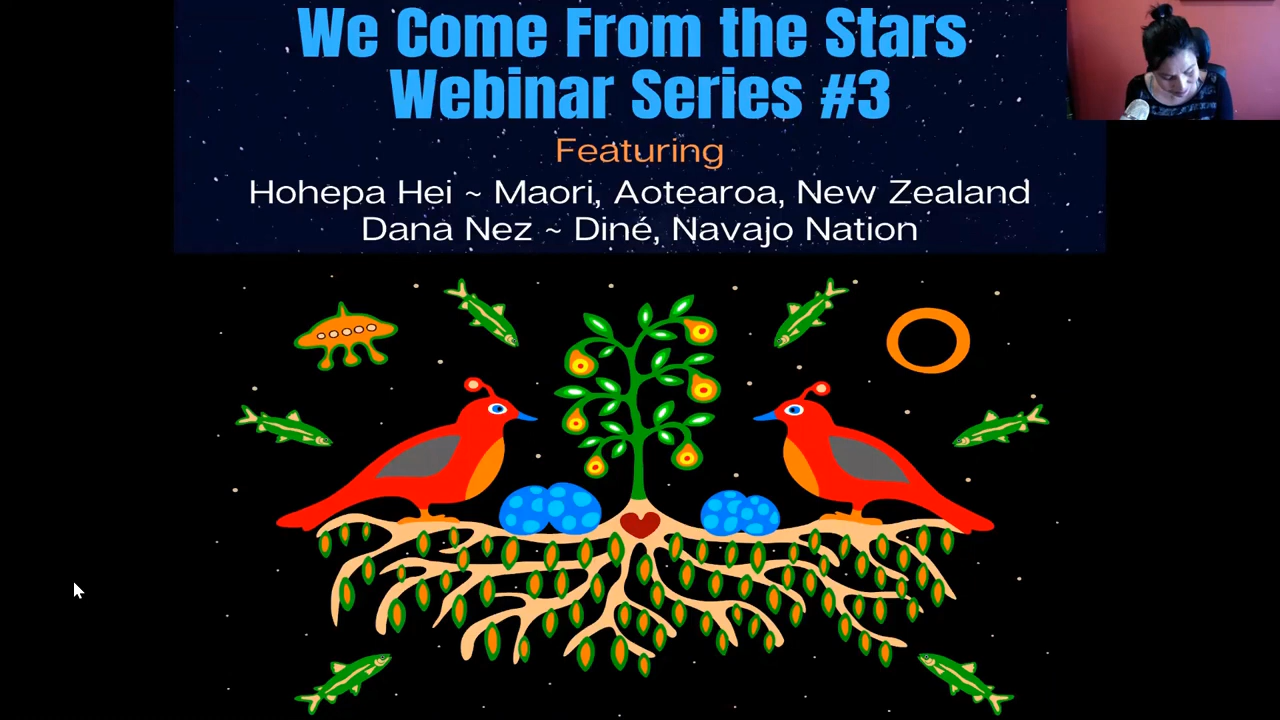 We Come From the Stars
Webinar Series #3
Featuring
Hohepa Hei ~ Maori, Aotearoa, New Zealand
Dana Nez ~ Diné, Navajo Nation